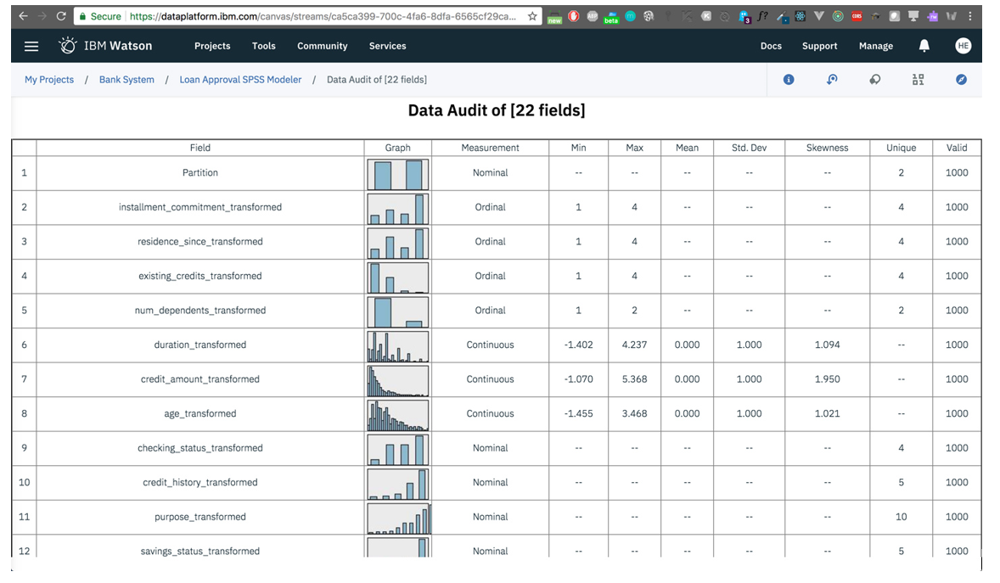 Secure https://dataplatform.ibm.com/canvas/streams/ca5ca399-700c-4fa6-8dfa-6565cf29ca...
new ABP beta m K 3 f? CORS rw
IBM Watson Projects Tools Community Services Docs Support Manage HE
My Projects / Bank System / Loan Approval SPSS Modeler / Data Audit of [22 fields]
Data Audit of [22 fields]
Field Graph Measurement Min Max Mean Std. Dev Skewness Unique Valid
1 Partition Nominal -- -- -- -- -- 2 1000
2 installment_commitment_transformed Ordinal 1 4 -- -- -- 4 1000
3 residence_since_transformed Ordinal 1 4 -- -- -- 4 1000
4 existing_credits_transformed Ordinal 1 4 -- -- -- 4 1000
5 num_dependents_transformed Ordinal 1 2 -- -- -- 2 1000
6 duration_transformed Continuous -1.402 4.237 0.000 1.000 1.094 -- 1000
7 credit_amount_transformed Continuous -1.070 5.368 0.000 1.000 1.950 -- 1000
8 age_transformed Continuous -1.455 3.468 0.000 1.000 1.021 -- 1000
9 checking_status_transformed Nominal -- -- -- -- -- 4 1000
10 credit_history_transformed Nominal -- -- -- -- -- 5 1000
11 purpose_transformed Nominal -- -- -- -- -- 10 1000
12 savings_status_transformed Nominal -- -- -- -- -- 5 1000